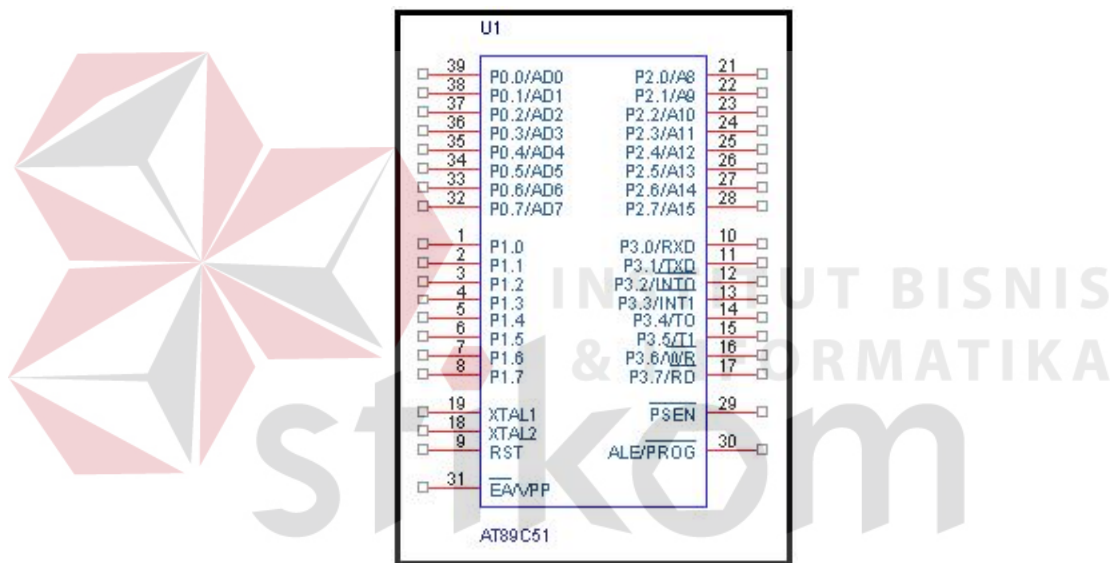 U1
39 P0.0/AD0 P2.0/A8 21
38 P0.1/AD1 P2.1/A9 22
37 P0.2/AD2 P2.2/A10 23
36 P0.3/AD3 P2.3/A11 24
35 P0.4/AD4 P2.4/A12 25
34 P0.5/AD5 P2.5/A13 26
33 P0.6/AD6 P2.6/A14 27
32 P0.7/AD7 P2.7/A15 28
1 P1.0 P3.0/RXD 10
2 P1.1 P3.1/TXD 11
3 P1.2 P3.2/INT0 12
4 P1.3 P3.3/INT1 13
5 P1.4 P3.4/T0 14
6 P1.5 P3.5/T1 15
7 P1.6 P3.6/WR 16
8 P1.7 P3.7/RD 17
19 XTAL1 PSEN 29
18 XTAL2
9 RST ALE/PROG 30
31 EA/VPP
AT89C51
INSTITUT BISNIS
& INFORMATIKA
stikom